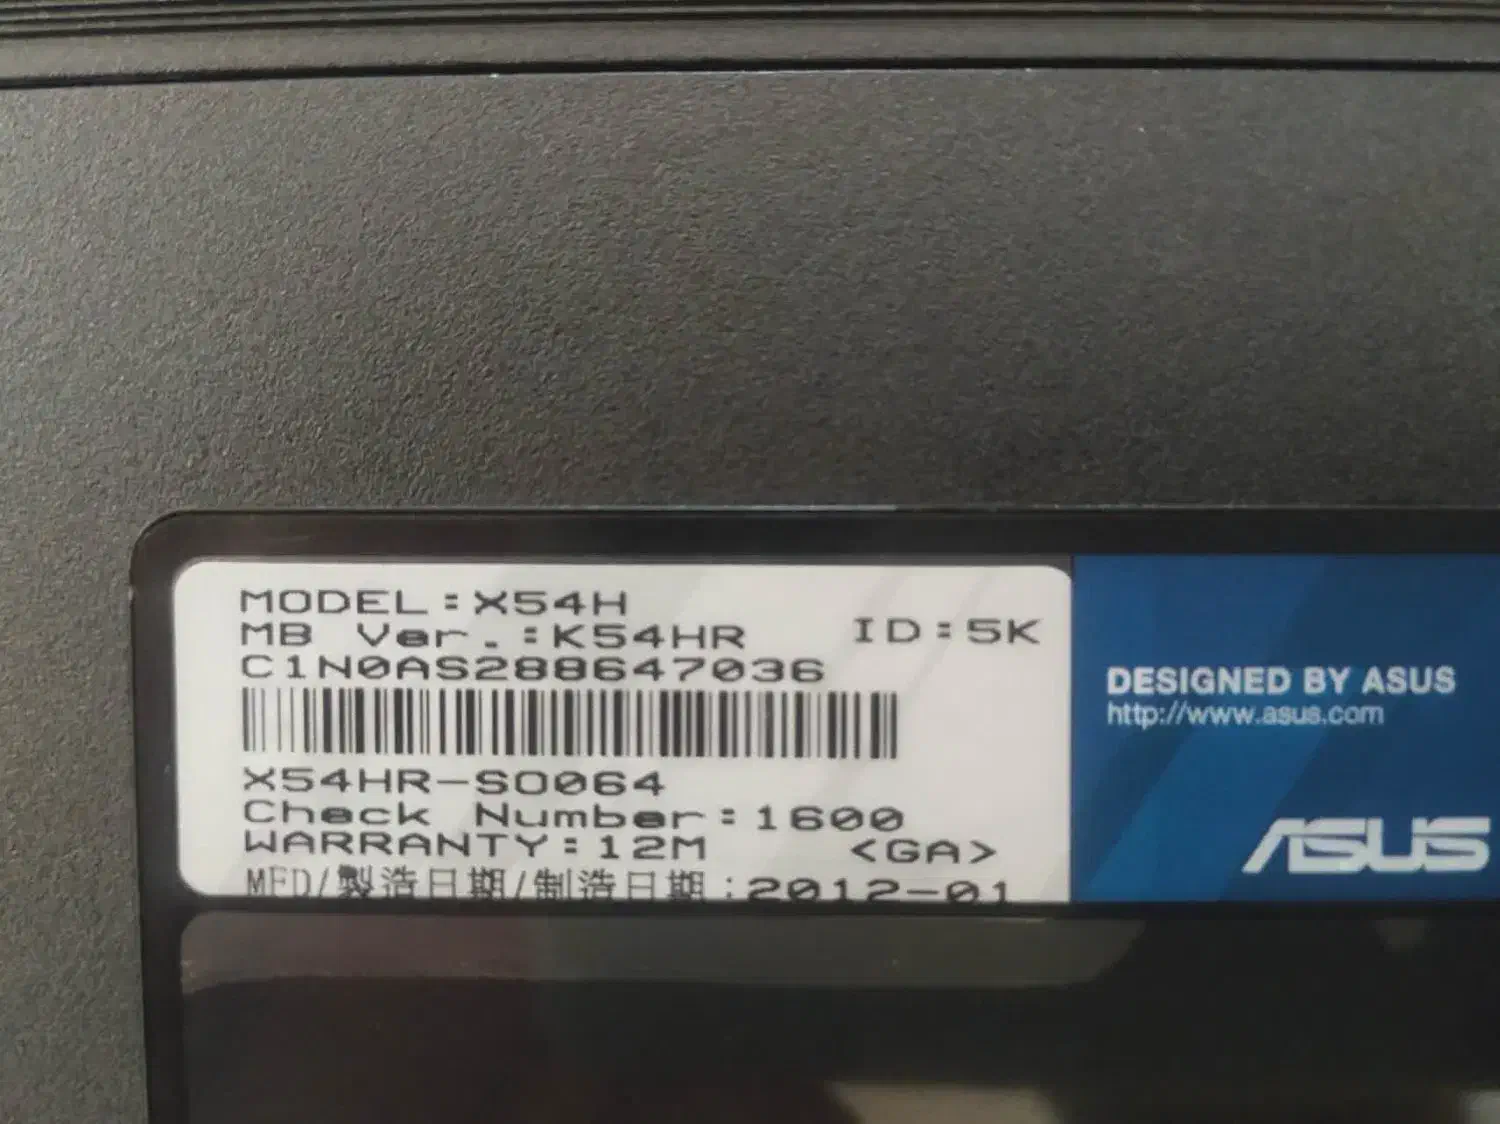 MODEL:X54H
MB Ver.:K54HR
ID:5K
C1N0AS288647036
X54HR-SO064
Check Number:1600
WARRANTY:12M <GA>
MFD/製造日期/制造日期:2012-01
DESIGNED BY ASUS
http://www.asus.com
ASUS